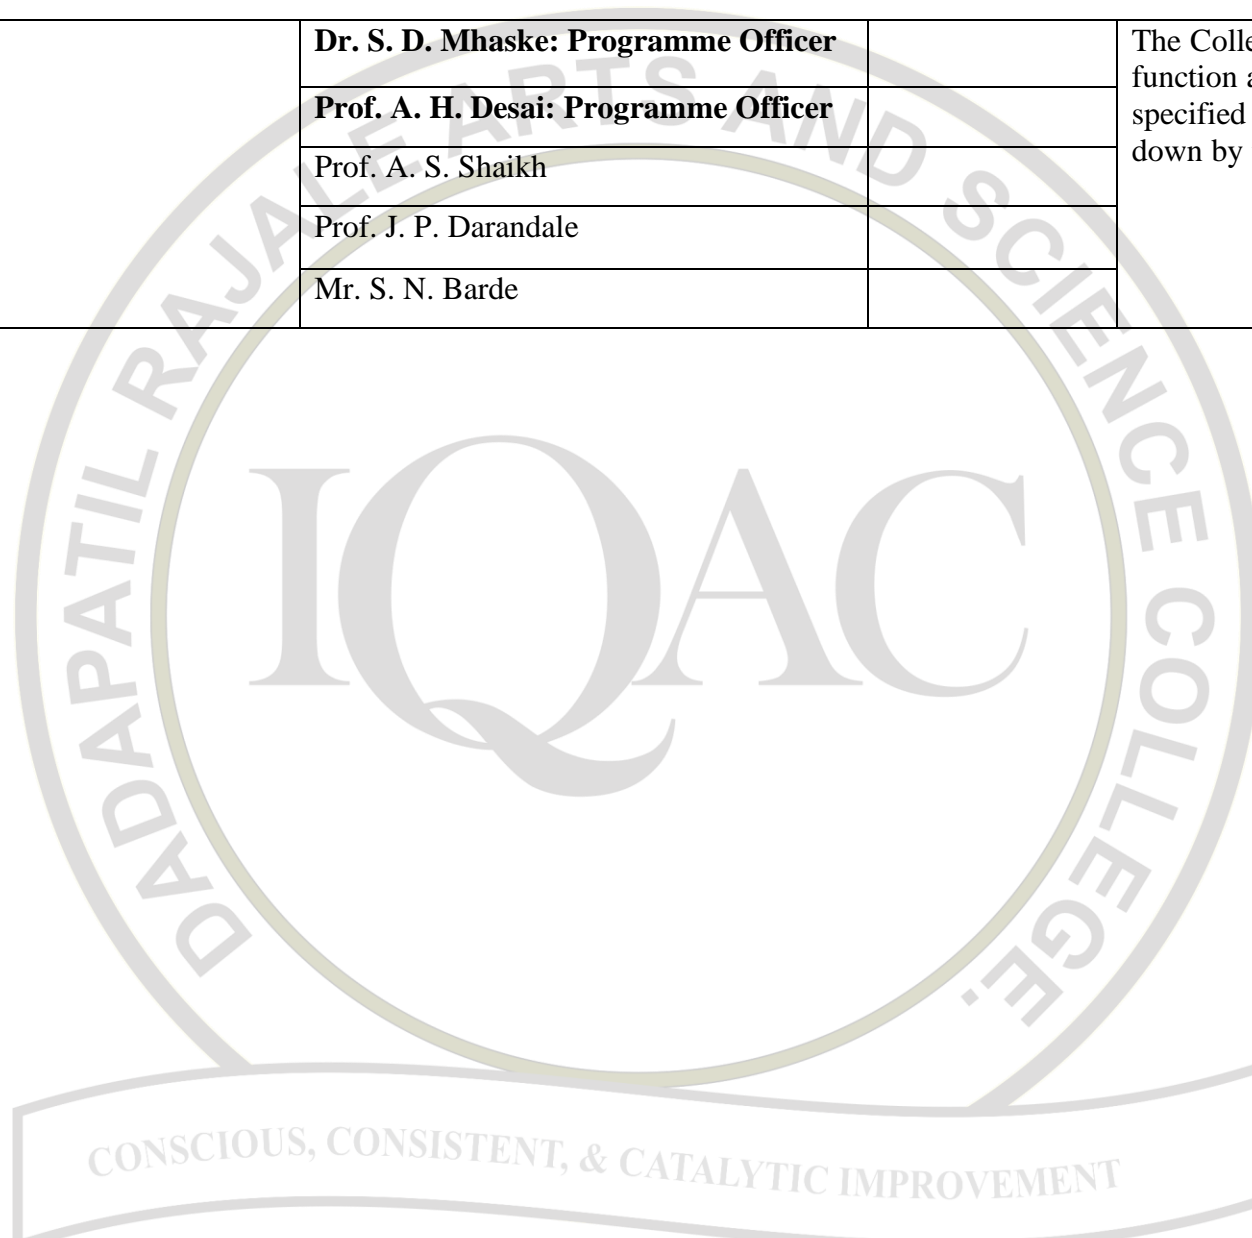 Dr. S. D. Mhaske: Programme Officer
Prof. A. H. Desai: Programme Officer
Prof. A. S. Shaikh
Prof. J. P. Darandale
Mr. S. N. Barde
The
function
specified
down by
DADAPATIL RAJALE ARTS AND SCIENCE COLLEGE.
IQAC
CONSCIOUS, CONSISTENT, & CATALYTIC IMPROVEMENT